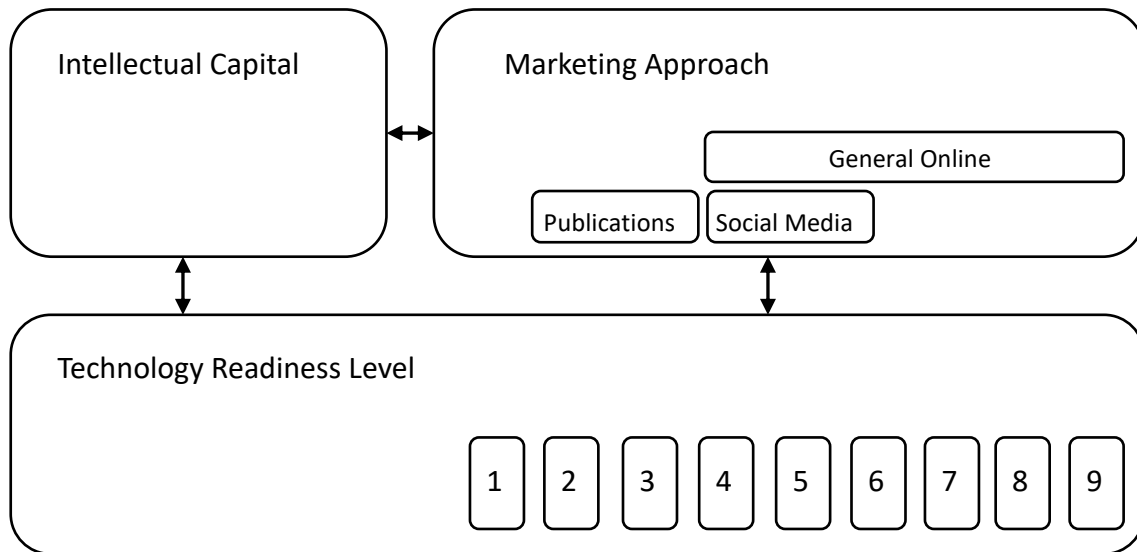 Intellectual Capital
Marketing Approach
General Online
Publications
Social Media
Technology Readiness Level
1 2 3 4 5 6 7 8 9